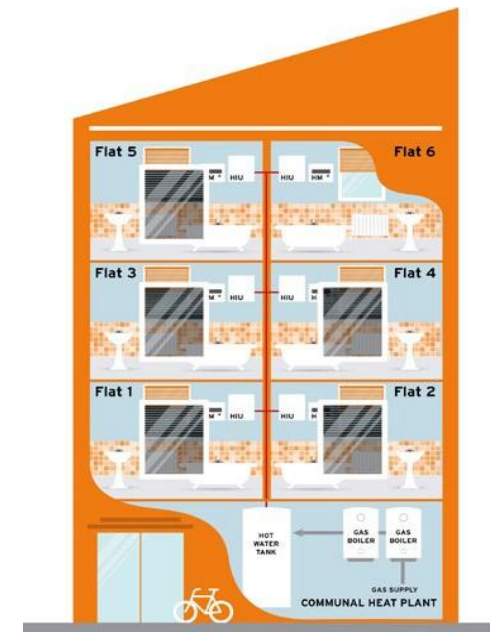 Flat 5
Flat 6
M HIU
HIU HM
Flat 3
Flat 4
M HIU
HIU H
Flat 1
Flat 2
M HIU
HIU H
HOT
WATER
TANK
GAS
BOILER
GAS
BOILER
GAS SUPPLY
COMMUNAL HEAT PLANT